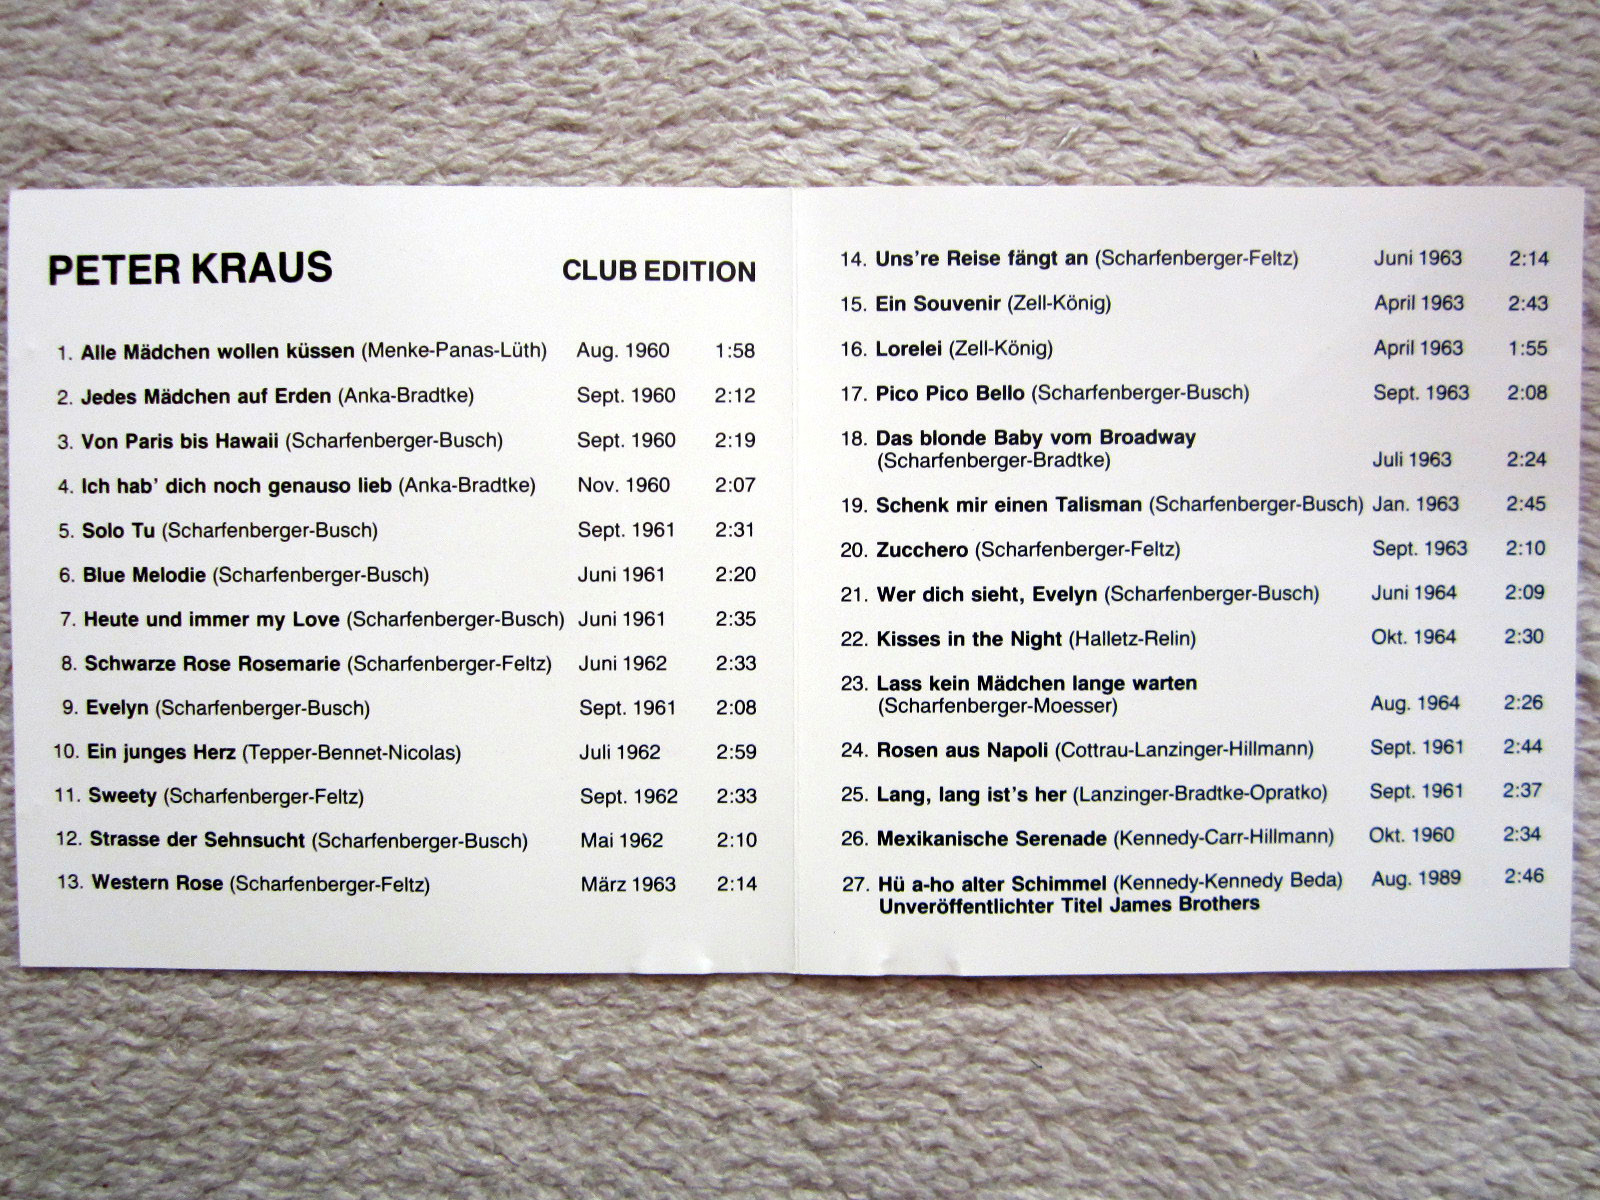 PETER KRAUS CLUB EDITION
1. Alle Mädchen wollen küssen (Menke-Panas-Lüth) Aug. 1960 1:58
2. Jedes Mädchen auf Erden (Anka-Bradtke) Sept. 1960 2:12
3. Von Paris bis Hawaii (Scharfenberger-Busch) Sept. 1960 2:19
4. Ich hab' dich noch genauso lieb (Anka-Bradtke) Nov. 1960 2:07
5. Solo Tu (Scharfenberger-Busch) Sept. 1961 2:31
6. Blue Melodie (Scharfenberger-Busch) Juni 1961 2:20
7. Heute und immer my Love (Scharfenberger-Busch) Juni 1961 2:35
8. Schwarze Rose Rosemarie (Scharfenberger-Feltz) Juni 1962 2:33
9. Evelyn (Scharfenberger-Busch) Sept. 1961 2:08
10. Ein junges Herz (Tepper-Bennet-Nicolas) Juli 1962 2:59
11. Sweety (Scharfenberger-Feltz) Sept. 1962 2:33
12. Strasse der Sehnsucht (Scharfenberger-Busch) Mai 1962 2:10
13. Western Rose (Scharfenberger-Feltz) März 1963 2:14
14. Uns're Reise fängt an (Scharfenberger-Feltz) Juni 1963 2:14
15. Ein Souvenir (Zell-König) April 1963 2:43
16. Lorelei (Zell-König) April 1963 1:55
17. Pico Pico Bello (Scharfenberger-Busch) Sept. 1963 2:08
18. Das blonde Baby vom Broadway
(Scharfenberger-Bradtke) Juli 1963 2:24
19. Schenk mir einen Talisman (Scharfenberger-Busch) Jan. 1963 2:45
20. Zucchero (Scharfenberger-Feltz) Sept. 1963 2:10
21. Wer dich sieht, Evelyn (Scharfenberger-Busch) Juni 1964 2:09
22. Kisses in the Night (Halletz-Relin) Okt. 1964 2:30
23. Lass kein Mädchen lange warten
(Scharfenberger-Moesser) Aug. 1964 2:26
24. Rosen aus Napoli (Cottrau-Lanzinger-Hillmann) Sept. 1961 2:44
25. Lang, lang ist's her (Lanzinger-Bradtke-Opratko) Sept. 1961 2:37
26. Mexikanische Serenade (Kennedy-Carr-Hillmann) Okt. 1960 2:34
27. Hü a-ho alter Schimmel (Kennedy-Kennedy Beda) Aug. 1989 2:46
Unveröffentlichter Titel James Brothers